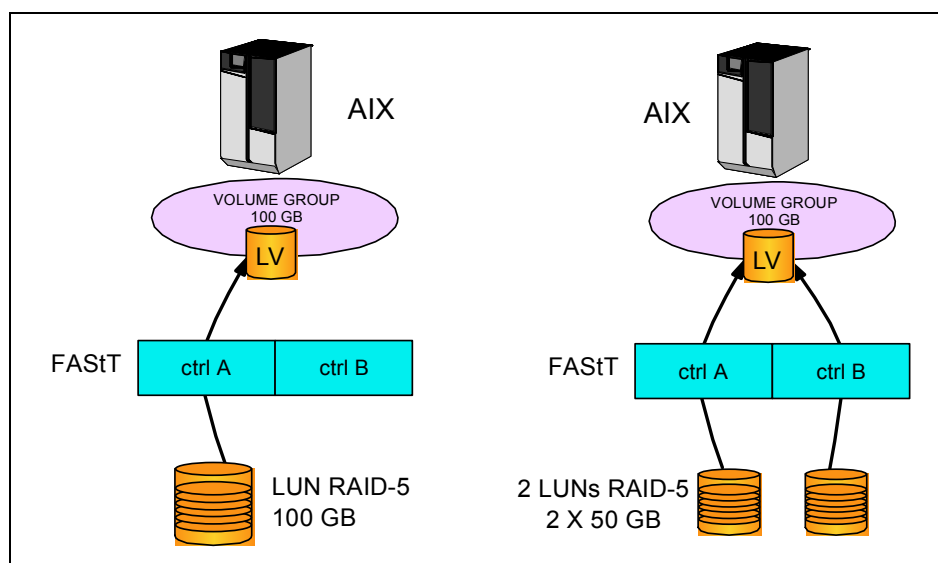 AIX
VOLUME GROUP
100 GB
LV
FAStT
ctrl A
ctrl B
LUN RAID-5
100 GB
AIX
VOLUME GROUP
100 GB
LV
FAStT
ctrl A
ctrl B
2 LUNs RAID-5
2 X 50 GB